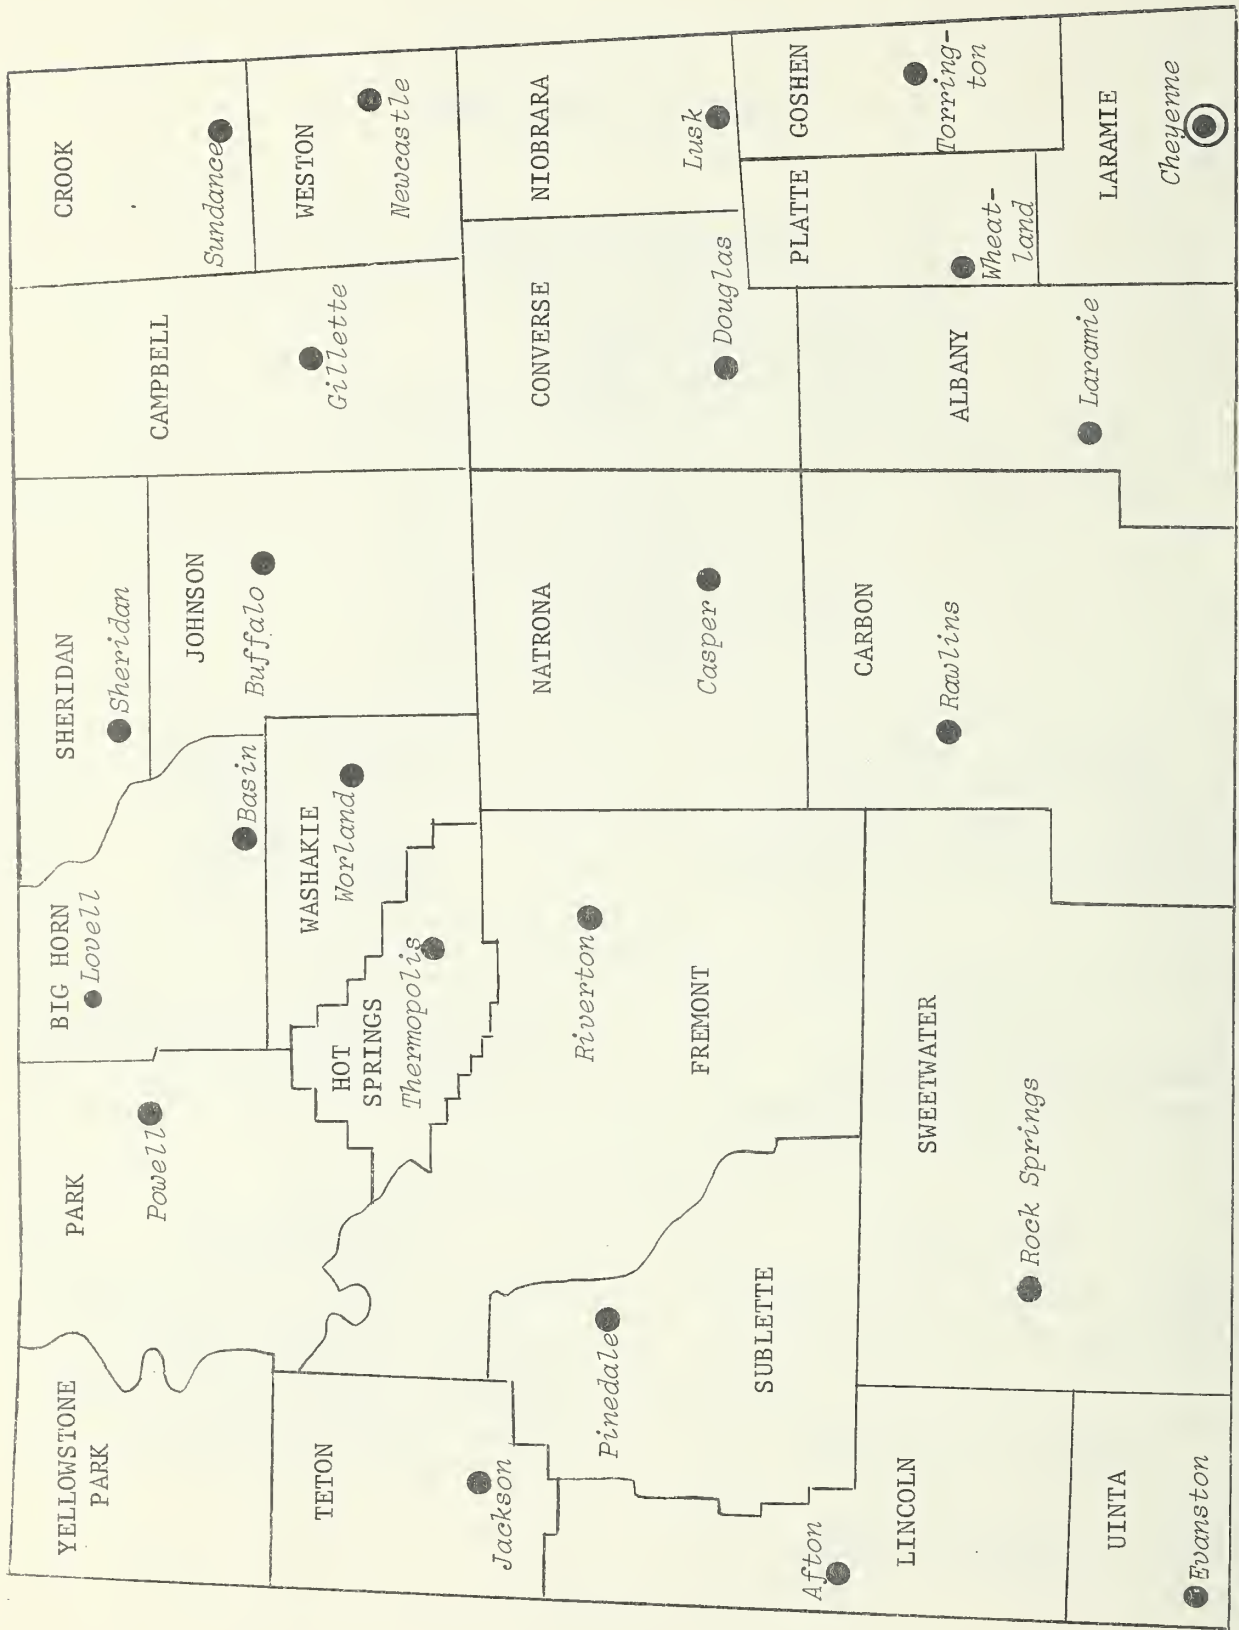 YELLOWSTONE
PARK
PARK
Powell
BIG HORN
Lovell
Basin
SHERIDAN
Sheridan
JOHNSON
Buffalo
CAMPBELL
Gillette
CROOK
Sundance
WESTON
Newcastle
TETON
Jackson
HOT
SPRINGS
Thermopolis
WASHAKIE
Worland
FREMONT
Riverton
NATRONA
Casper
CONVERSE
Douglas
NIOBRARA
Lusk
SUBLETTE
Pinedale
LINCOLN
Afton
UINTA
Evanston
SWEETWATER
Rock Springs
CARBON
Rawlins
ALBANY
Laramie
PLATTE
Wheat-
land
GOSHEN
Torring-
ton
LARAMIE
Cheyenne